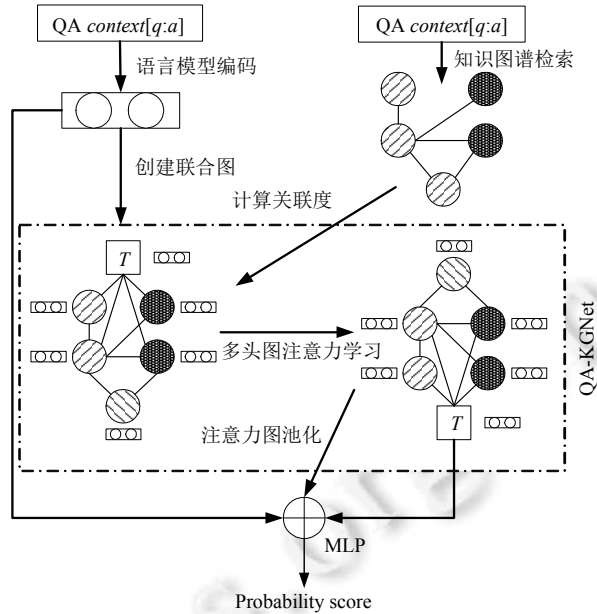 QA context[q:a]
QA context[q:a]
语言模型编码
知识图谱检索
创建联合图
计算关联度
T
多头图注意力学习
T
QA-KGNet
注意力图池化
MLP
Probability score